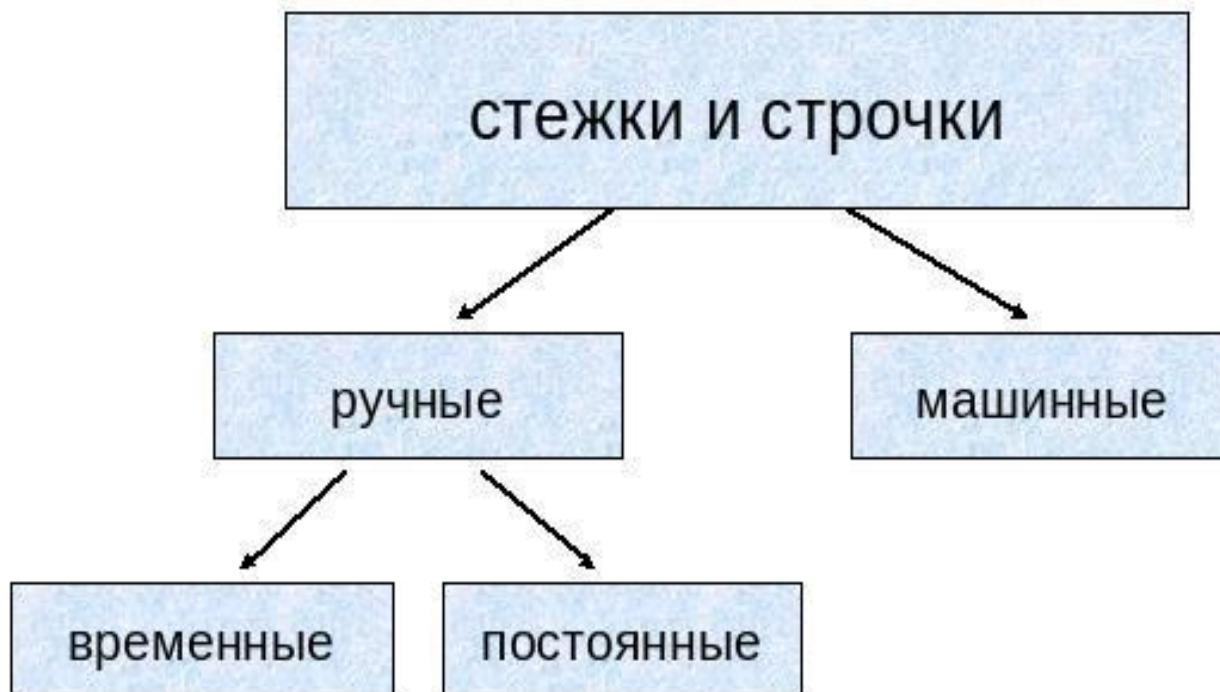 стежки и строчки
ручные
машинные
временные
постоянные